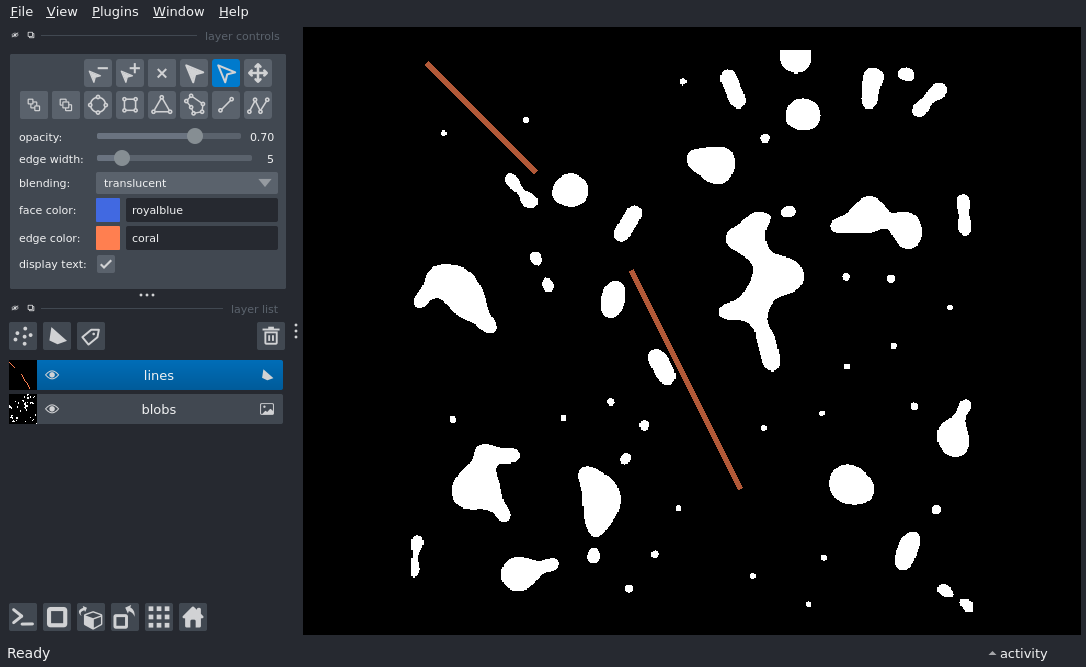 File View Plugins Window Help
layer controls
opacity: 0.70
edge width: 5
blending: translucent
face color: royalblue
edge color: coral
display text:
layer list
lines
blobs
Ready
activity